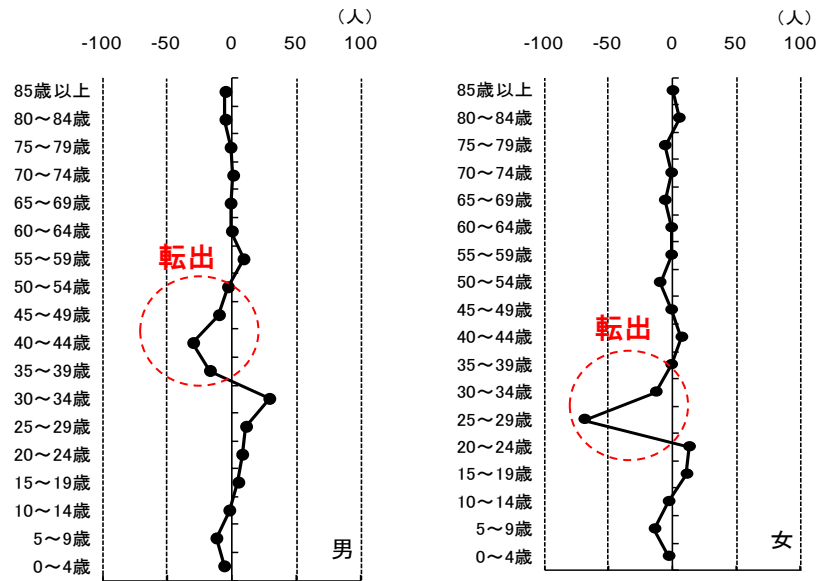 （人）
-100 -50 0 50 100
85歳以上
80～84歳
75～79歳
70～74歳
65～69歳
60～64歳
55～59歳
転出
50～54歳
45～49歳
40～44歳
35～39歳
30～34歳
25～29歳
20～24歳
15～19歳
10～14歳
5～9歳
0～4歳
男
（人）
-100 -50 0 50 100
85歳以上
80～84歳
75～79歳
70～74歳
65～69歳
60～64歳
55～59歳
50～54歳
45～49歳
転出
40～44歳
35～39歳
30～34歳
25～29歳
20～24歳
15～19歳
10～14歳
5～9歳
0～4歳
女